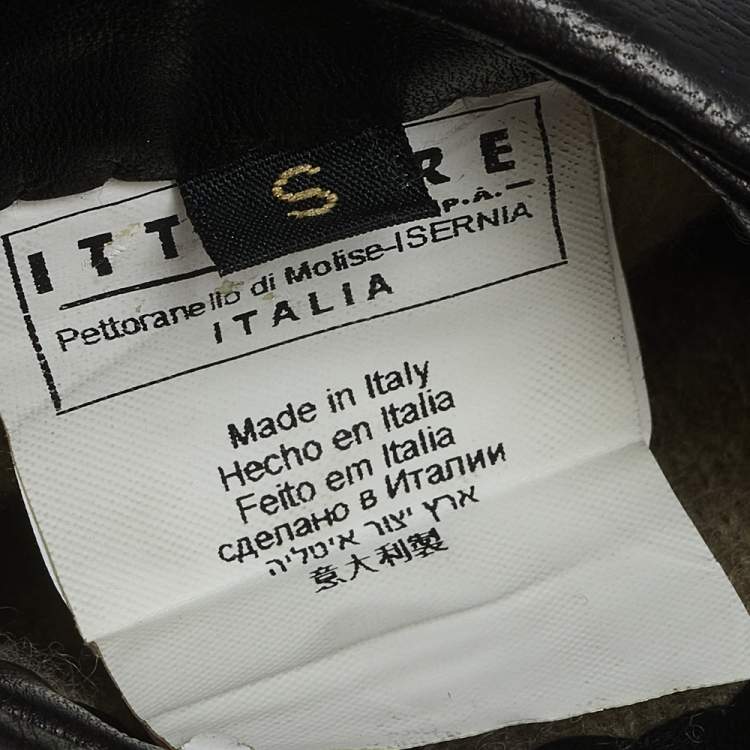 S
ITT RE
P.A.
Pettoranello di Molise-ISERNIA
ITALIA
Made in Italy
Hecho en Italia
Feito em Italia
сделано в Италии
ארץ יצור איטליה
意大利製